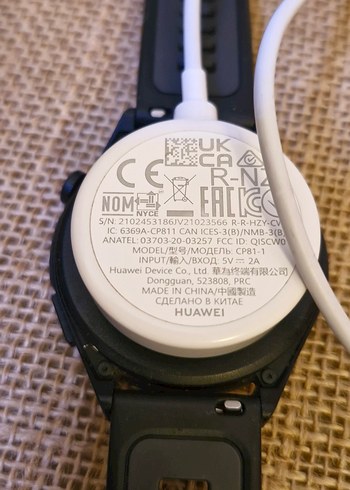 UK
CE CA
R-NZ
NOM NYCE EAC
S/N: 2102453186IV21023566 R-R-HZY-CP
IC: 6369A-CP811 CAN ICES-3(B)/NMB-3(B
ANATEL: 03703-20-03257 FCC ID: QISCW0
MODEL/型号/МОДЕЛЬ: CP81-1
INPUT/輸入/ВХОД: 5V ⎓ 2A
Huawei Device Co., Ltd. 華為終端有限公司
Dongguan, 523808, PRC
MADE IN CHINA/中國製造
СДЕЛАНО В КИТАЕ
HUAWEI